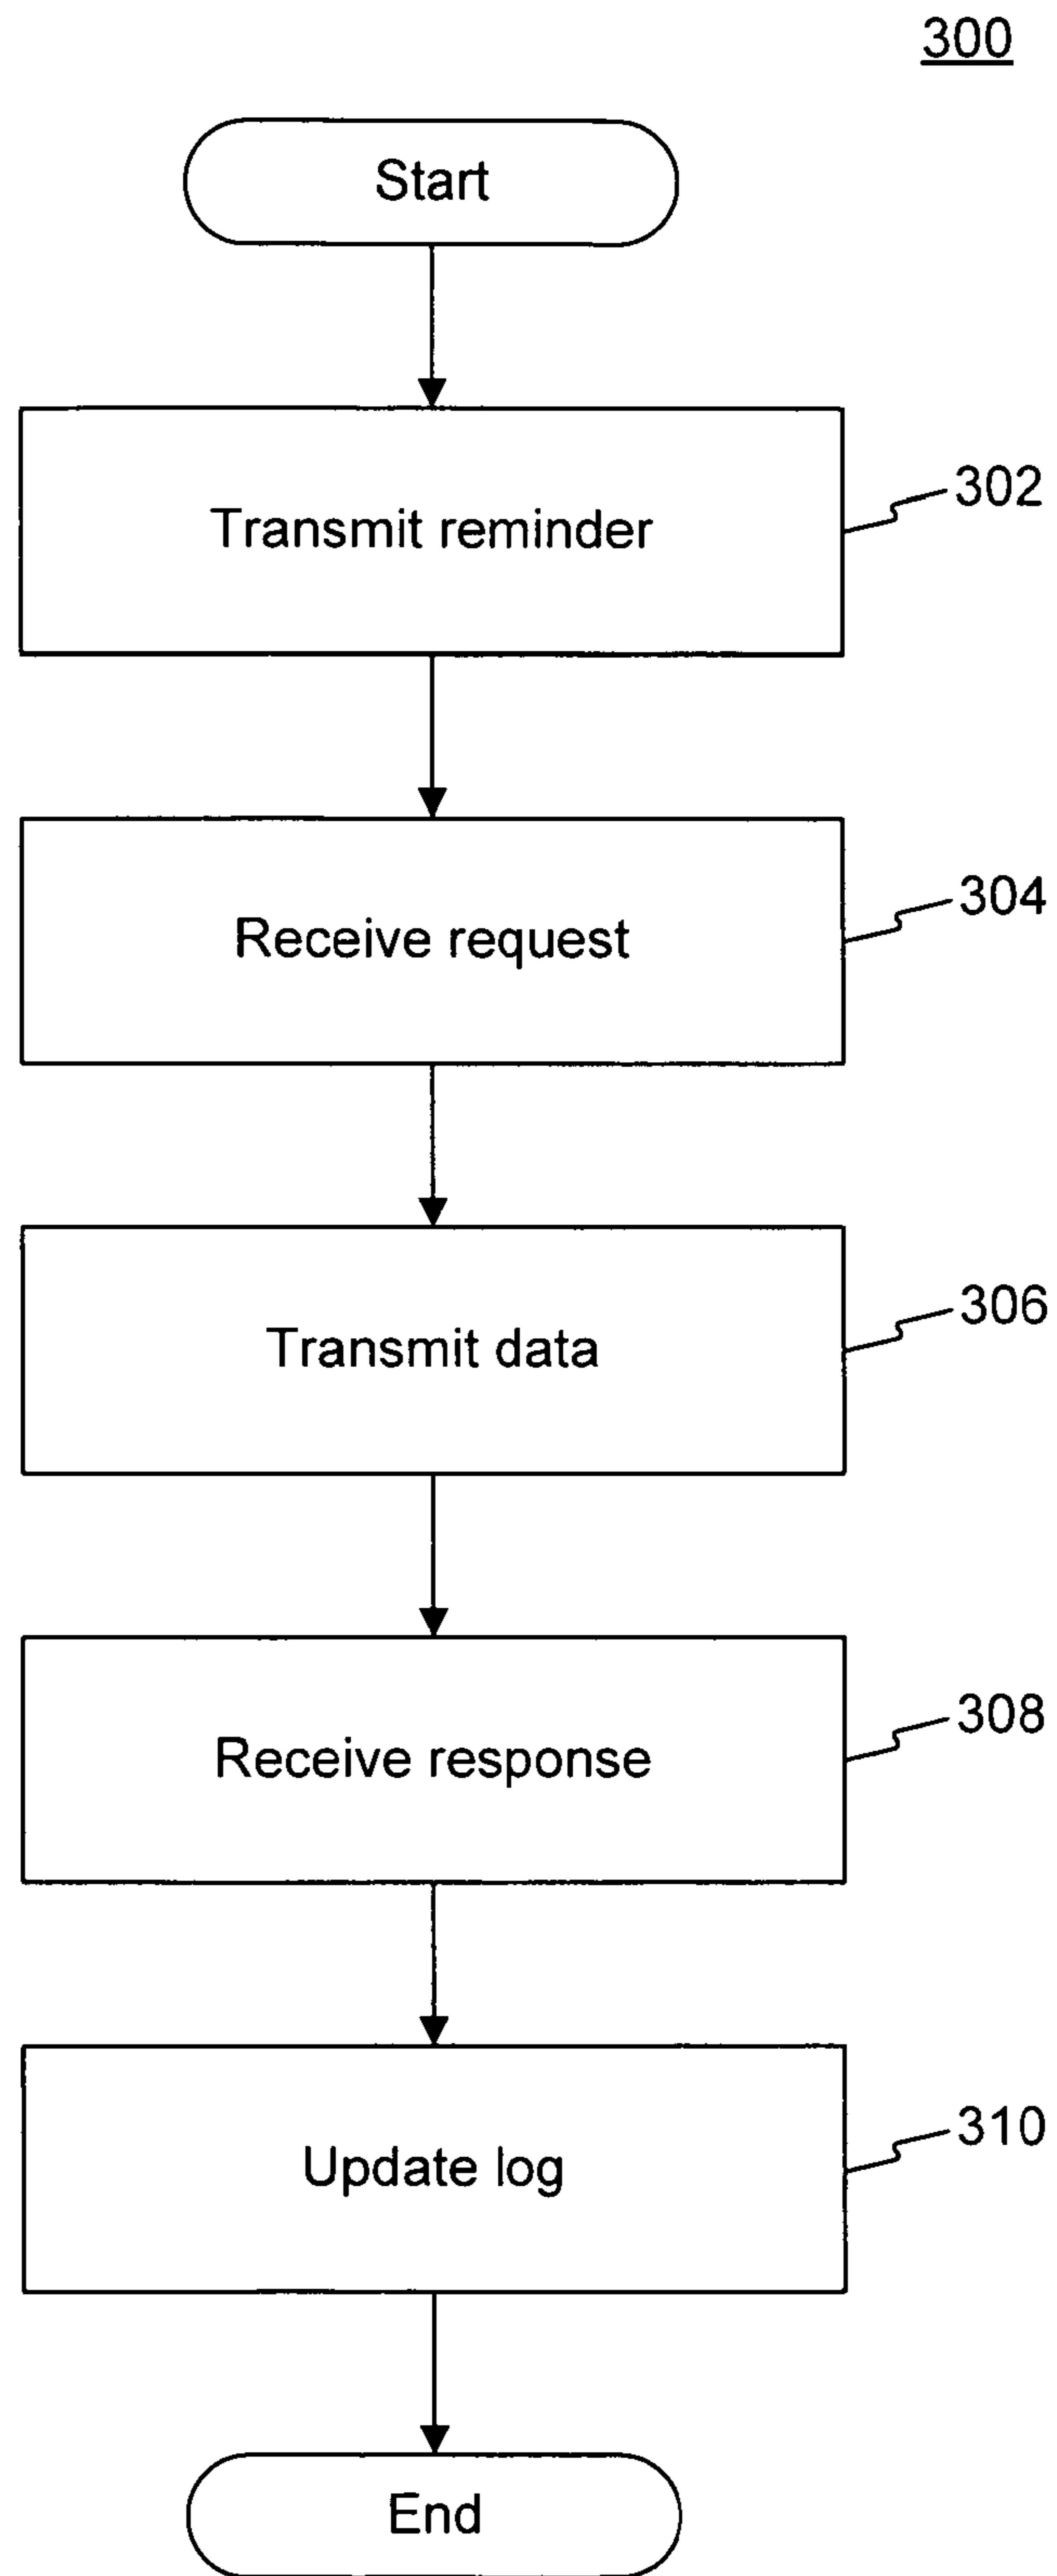 300
Start
Transmit reminder
302
Receive request
304
Transmit data
306
Receive response
308
Update log
310
End